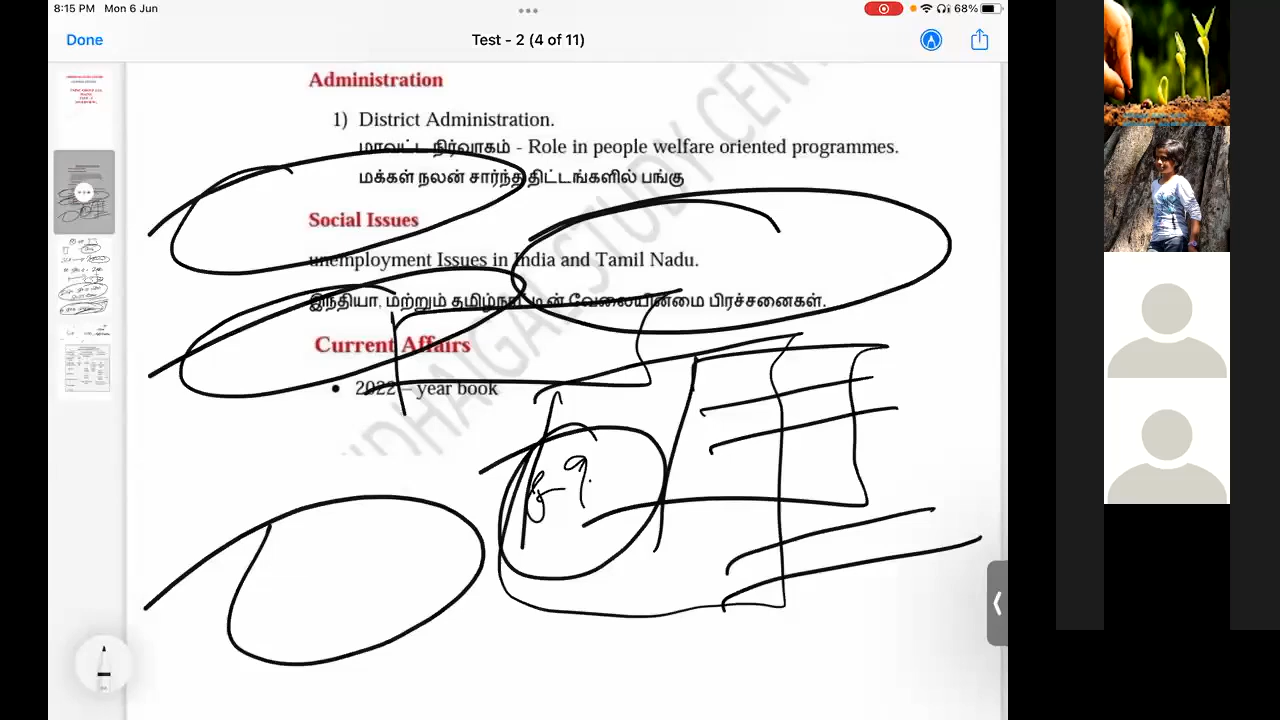 8:15 PM Mon 6 Jun
68%
Done
Test - 2 (4 of 11)
Administration
1) District Administration.
மாவட்ட நிர்வாகம் - Role in people welfare oriented programmes.
மக்கள் நலன் சார்ந்த திட்டங்களில் பங்கு
Social Issues
unemployment Issues in India and Tamil Nadu.
இந்தியா, மற்றும் தமிழ்நாட்டின் வேலையின்மை பிரச்சனைகள்.
Current Affairs
• 2022 – year book